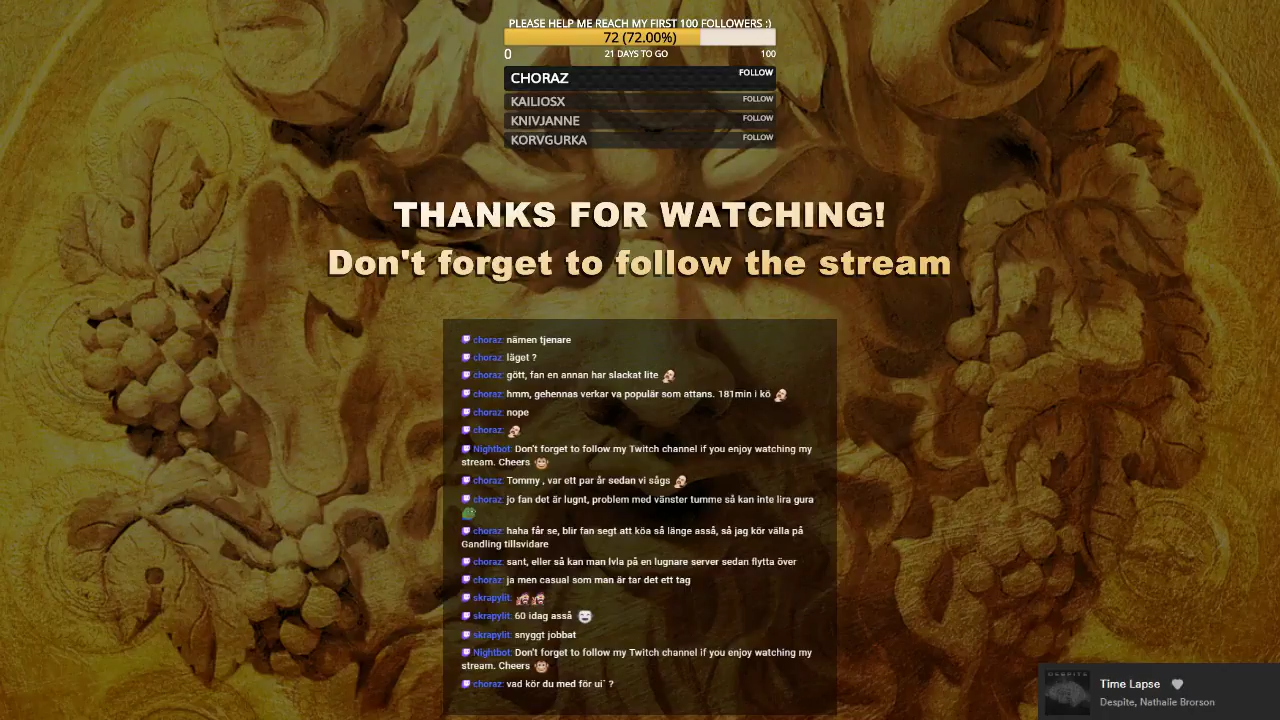 PLEASE HELP ME REACH MY FIRST 100 FOLLOWERS :)
72 (72.00%)
0 21 DAYS TO GO 100
CHORAZ FOLLOW
KAILIOSX FOLLOW
KNIVJANNE FOLLOW
KORVGURKA FOLLOW
THANKS FOR WATCHING!
Don't forget to follow the stream
choraz: nämen tjenare
choraz: läget ?
choraz: gött, fan en annan har slackat lite
choraz: hmm, gehennas verkar va populär som attans. 181min i kö
choraz: nope
choraz:
Nightbot: Don't forget to follow my Twitch channel if you enjoy watching my
stream. Cheers
choraz: Tommy , var ett par år sedan vi sågs
choraz: jo fan det är lugnt, problem med vänster tumme så kan inte lira gura
choraz: haha får se, blir fan segt att köa så länge asså, så jag kör välla på
Gandling tillsvidare
choraz: sant, eller så kan man lvla på en lugnare server sedan flytta över
choraz: ja men casual som man är tar det ett tag
skrapylit:
skrapylit: 60 idag asså
skrapylit: snyggt jobbat
Nightbot: Don't forget to follow my Twitch channel if you enjoy watching my
stream. Cheers
choraz: vad kör du med för ui` ?
DESPITE
Time Lapse
Despite, Nathalie Brorson